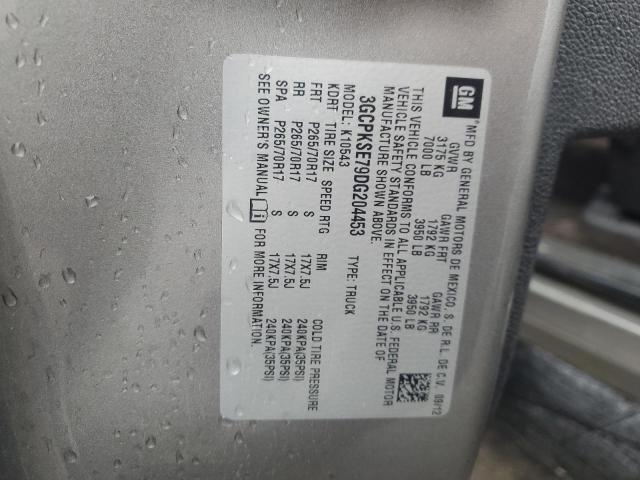 GM
MFD BY GENERAL MOTORS DE MEXICO, S. DE R.L. DE C.V. 09/12
GVWR GAWR FRT GAWR RR
3175 KG 1792 KG 1792 KG
7000 LB 3950 LB 3950 LB
THIS VEHICLE CONFORMS TO ALL APPLICABLE U.S. FEDERAL MOTOR
VEHICLE SAFETY STANDARDS IN EFFECT ON THE DATE OF
MANUFACTURE SHOWN ABOVE.
3GCPKSE79DG204453 TYPE: TRUCK
MODEL: K10543
KDRT TIRE SIZE SPEED RTG RIM COLD TIRE PRESSURE
FRT P265/70R17 S 17X7.5J 240KPA(35PSI)
RR P265/70R17 S 17X7.5J 240KPA(35PSI)
SPA P265/70R17 S 17X7.5J 240KPA(35PSI)
SEE OWNER'S MANUAL FOR MORE INFORMATION.